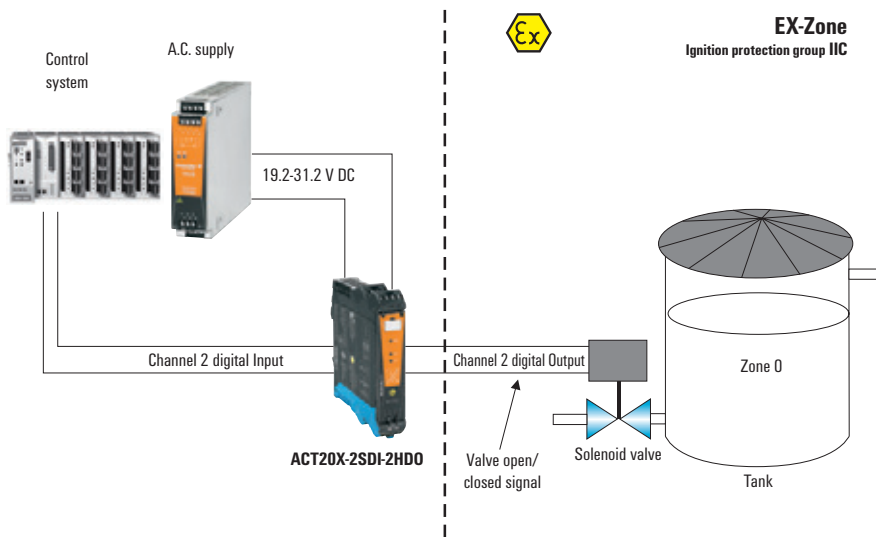 EX-Zone
Ignition protection group IIC
Ex
A.C. supply
Control
system
19.2-31.2 V DC
Channel 2 digital Input
Channel 2 digital Output
Zone 0
ACT20X-2SDI-2HDO
Valve open/
closed signal
Solenoid valve
Tank